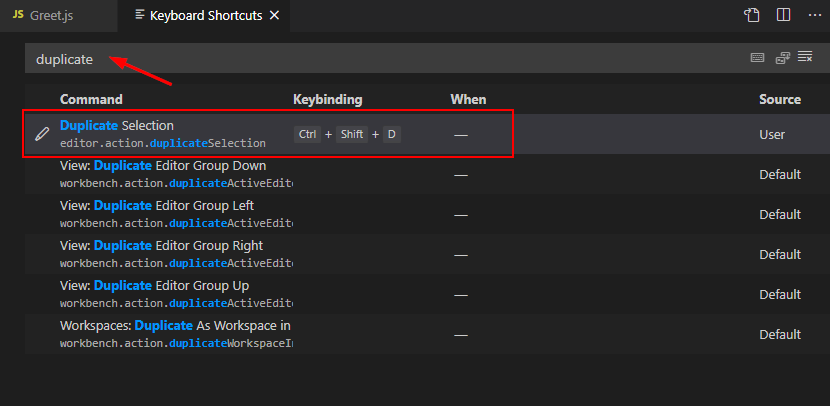 JS Greet.js
Keyboard Shortcuts
duplicate
Command Keybinding When Source
Duplicate Selection
editor.action.duplicateSelection
Ctrl + Shift + D — User
View: Duplicate Editor Group Down
workbench.action.duplicateActiveEdit
— Default
View: Duplicate Editor Group Left
workbench.action.duplicateActiveEdit
— Default
View: Duplicate Editor Group Right
workbench.action.duplicateActiveEdit
— Default
View: Duplicate Editor Group Up
workbench.action.duplicateActiveEdit
— Default
Workspaces: Duplicate As Workspace in
workbench.action.duplicateWorkspaceIn
— Default